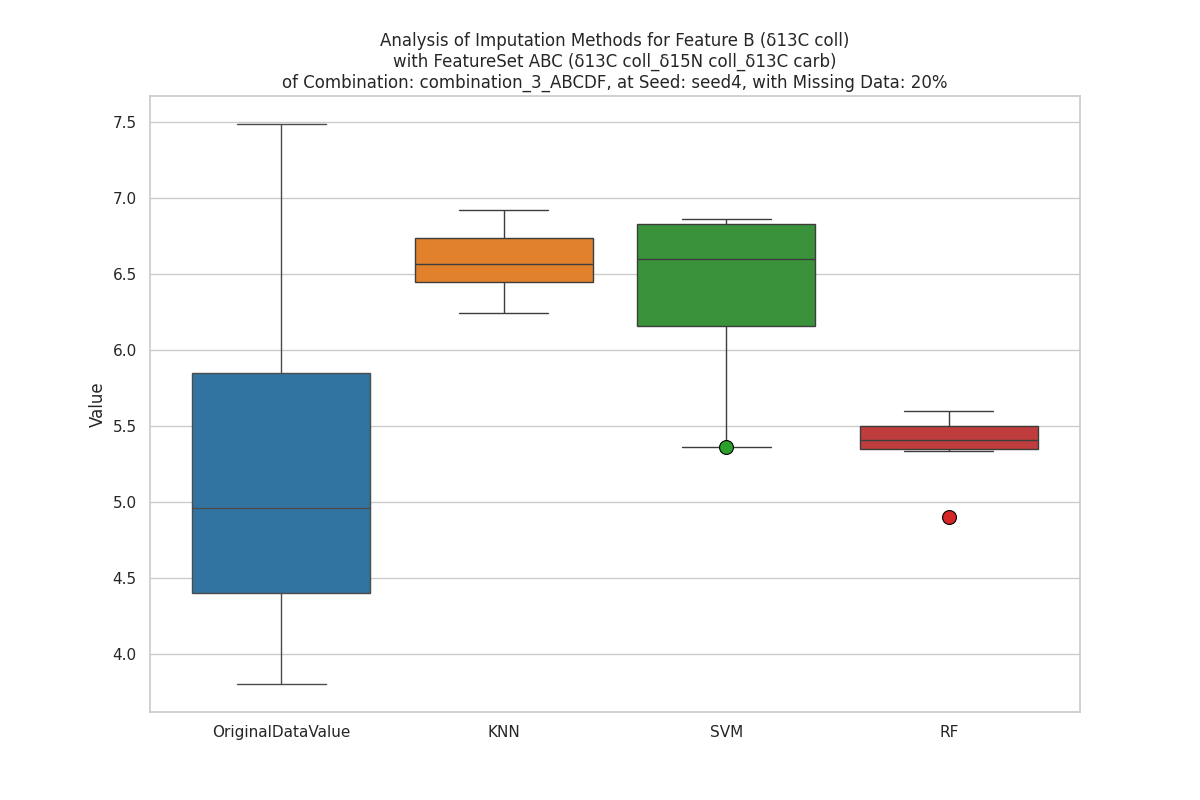 Analysis of Imputation Methods for Feature B (δ13C coll)
with FeatureSet ABC (δ13C coll_δ15N coll_δ13C carb)
of Combination: combination_3_ABCDF, at Seed: seed4, with Missing Data: 20%
7.5
7.0
6.5
6.0
5.5
5.0
4.5
4.0
Value
OriginalDataValue
KNN
SVM
RF